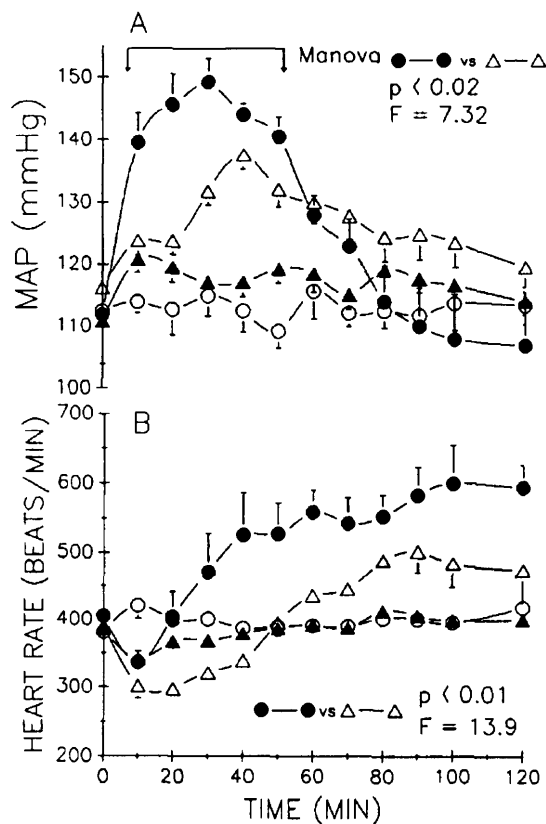 A
Manova vs
p < 0.02
F = 7.32
MAP (mmHg)
150
140
130
120
110
100
B
HEART RATE (BEATS/MIN)
700
600
500
400
300
200
vs p < 0.01
F = 13.9
0 20 40 60 80 100 120
TIME (MIN)